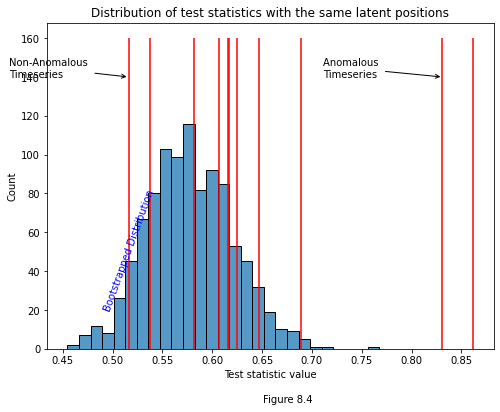 Distribution of test statistics with the same latent positions
160
Non-Anomalous
Timeseries
Anomalous
Timeseries
140
120
100
80
60
40
20
0
Count
Bootstrapped Distribution
0.45 0.50 0.55 0.60 0.65 0.70 0.75 0.80 0.85
Test statistic value
Figure 8.4